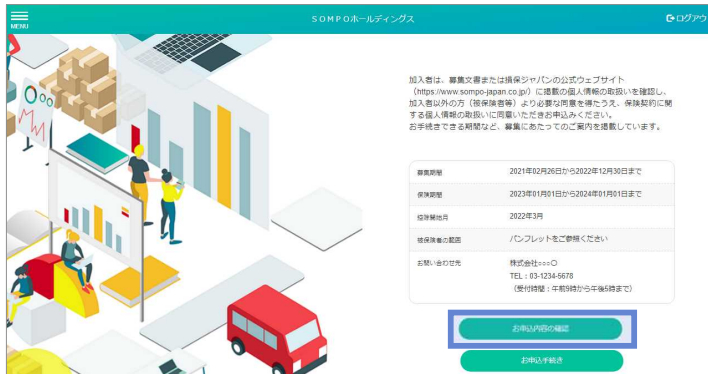 MENU
SOMPOホールディングス
ログアウ
加入者は、募集文書または損保ジャパンの公式ウェブサイト
（https://www.sompo-japan.co.jp/）に掲載の個人情報の取扱いを確認し、
加入者以外の方（被保険者等）より必要な同意を得たうえ、保険契約に関
する個人情報の取扱いに同意いただきお申込みください。
お手続きできる期間など、募集にあたってのご案内を掲載しています。
募集期間 2021年02月26日から2022年12月30日まで
保険期間 2023年01月01日から2024年01月01日まで
控除開始月 2022年3月
被保険者の範囲 パンフレットをご参照ください
お問い合わせ先 株式会社○○○〇
TEL：03-1234-5678
（受付時間：午前9時から午後5時まで）
お申込内容の確認
お申込手続き